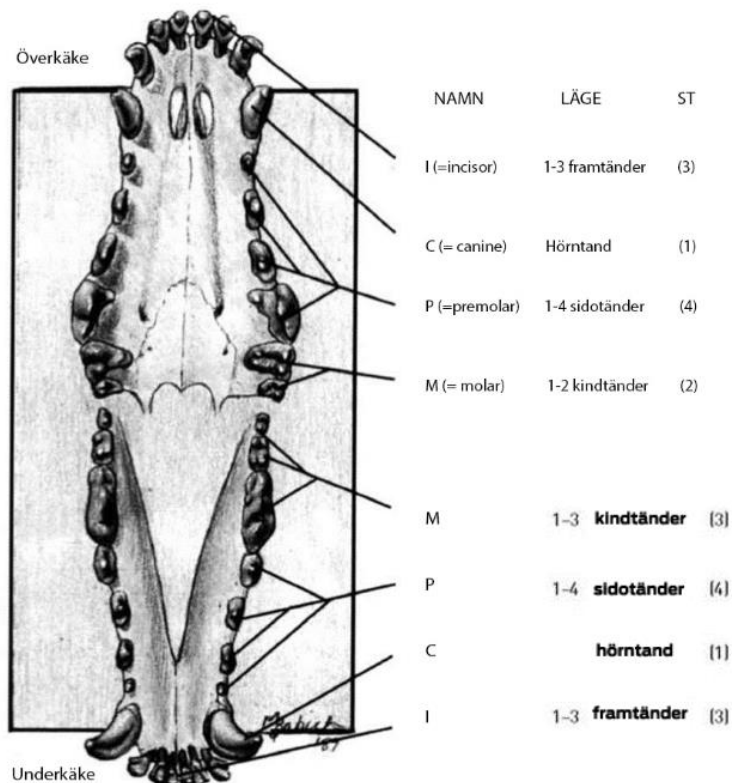 Överkäke
NAMN LÄGE ST
I (=incisor) 1-3 framtänder (3)
C (= canine) Hörntand (1)
P (=premolar) 1-4 sidotänder (4)
M (= molar) 1-2 kindtänder (2)
M 1–3 kindtänder (3)
P 1–4 sidotänder (4)
C hörntand (1)
I 1–3 framtänder (3)
Underkäke